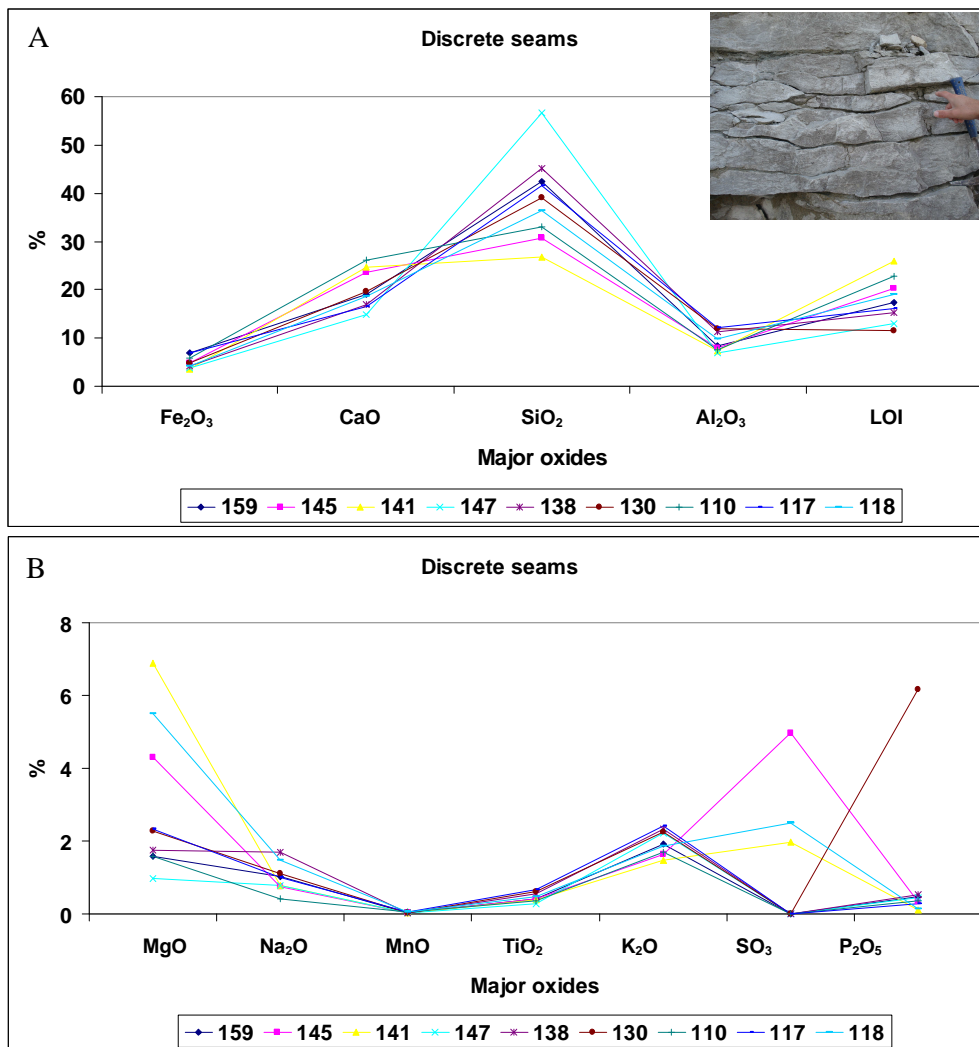 A
Discrete seams
60
50
40
30
20
10
0
%
Fe₂O₃ CaO SiO₂ Al₂O₃ LOI
Major oxides
159 145 141 147 138 130 110 117 118
B
Discrete seams
8
6
4
2
0
%
MgO Na₂O MnO TiO₂ K₂O SO₃ P₂O₅
Major oxides
159 145 141 147 138 130 110 117 118